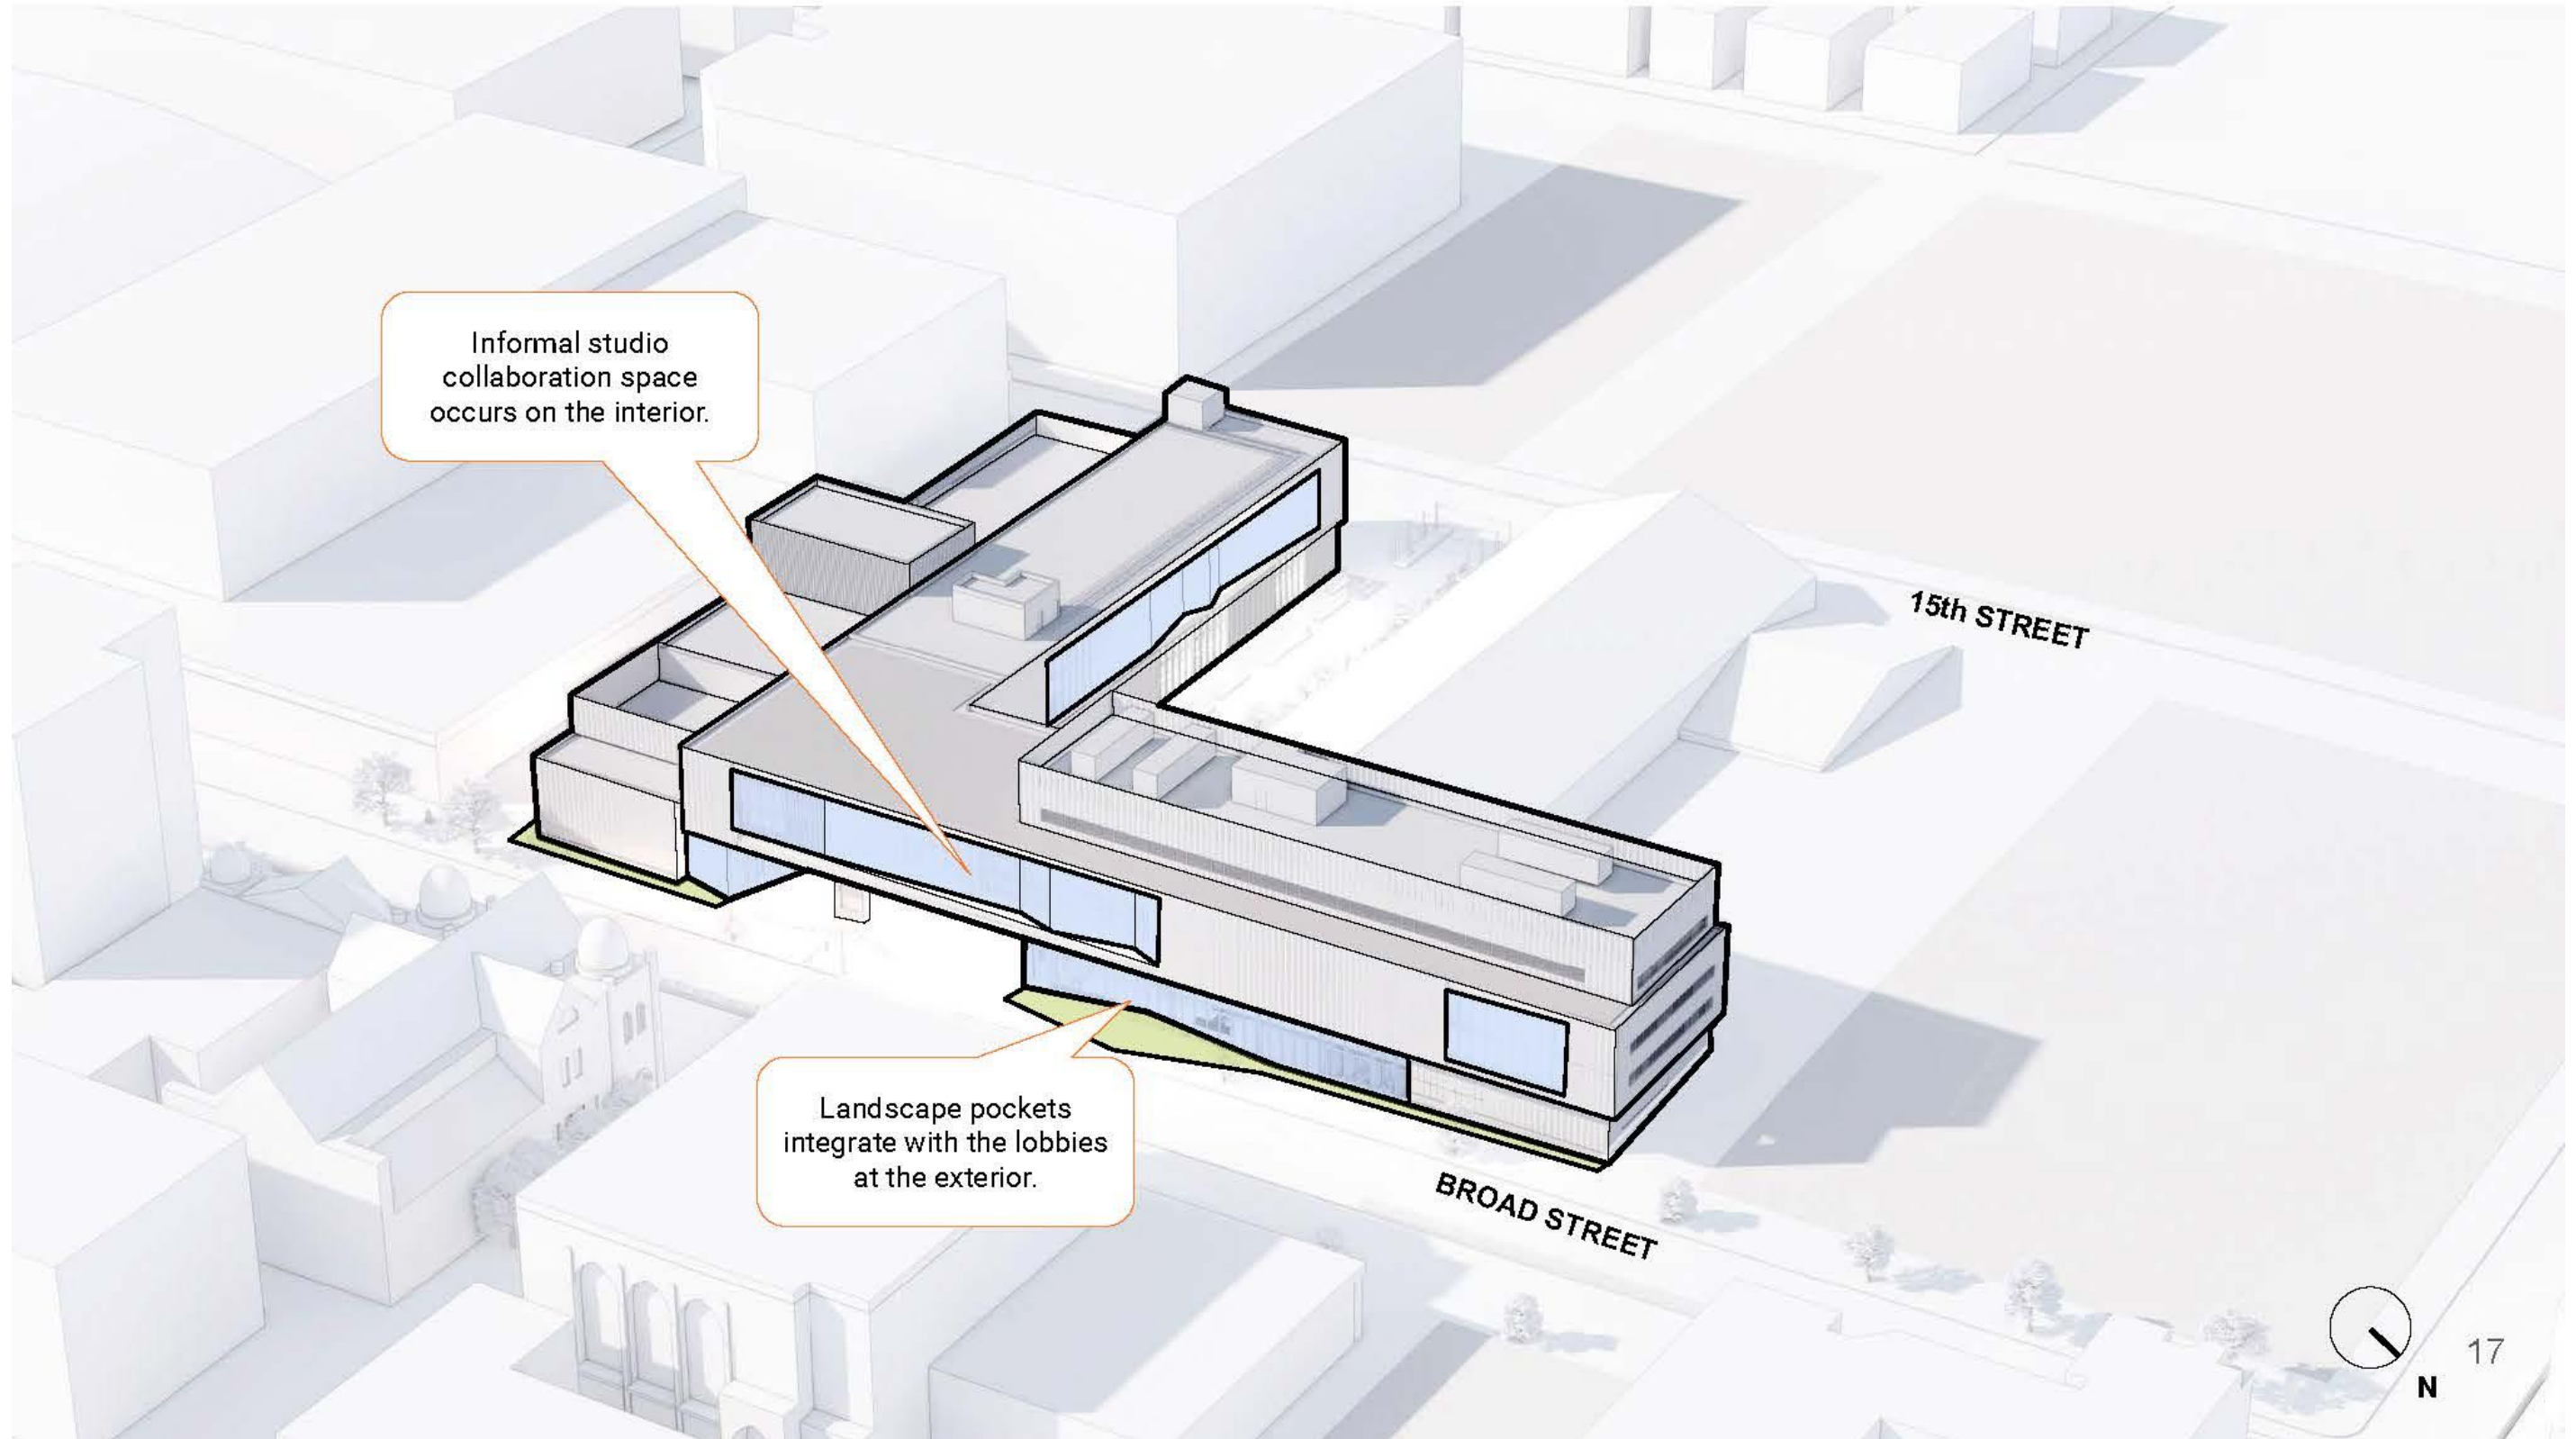 Informal studio
collaboration space
occurs on the interior.
15th STREET
Landscape pockets
integrate with the lobbies
at the exterior.
BROAD STREET
17
N